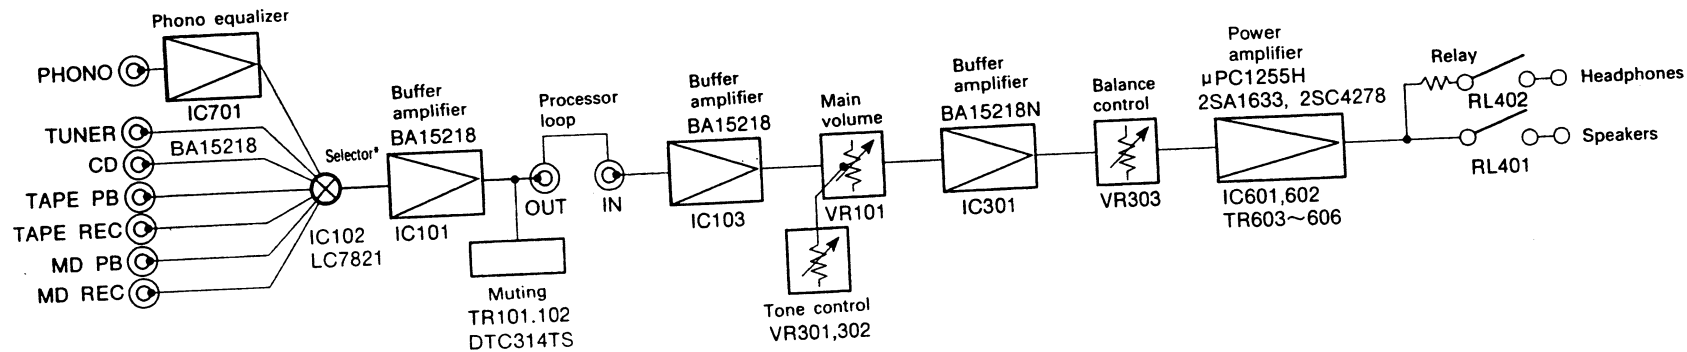 Phono equalizer
PHONO
IC701
BA15218
TUNER
CD
TAPE PB
TAPE REC
MD PB
MD REC
Selector*
IC102
LC7821
Buffer
amplifier
BA15218
IC101
Muting
TR101.102
DTC314TS
Processor
loop
OUT
IN
Buffer
amplifier
BA15218
IC103
Main
volume
VR101
Tone control
VR301,302
Buffer
amplifier
BA15218N
IC301
Balance
control
VR303
Power
amplifier
μPC1255H
2SA1633, 2SC4278
IC601,602
TR603～606
Relay
RL402
Headphones
RL401
Speakers